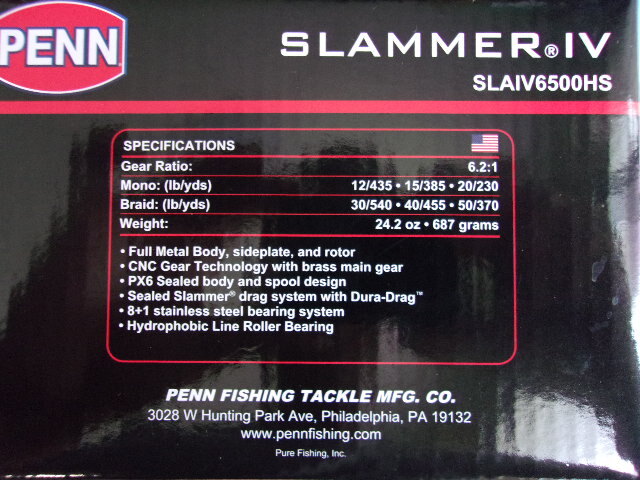 PENN
SLAMMER®IV
SLAIV6500HS
SPECIFICATIONS
Gear Ratio: 6.2:1
Mono: (lb/yds) 12/435 • 15/385 • 20/230
Braid: (lb/yds) 30/540 • 40/455 • 50/370
Weight: 24.2 oz • 687 grams
• Full Metal Body, sideplate, and rotor
• CNC Gear Technology with brass main gear
• PX6 Sealed body and spool design
• Sealed Slammer® drag system with Dura-Drag™
• 8+1 stainless steel bearing system
• Hydrophobic Line Roller Bearing
PENN FISHING TACKLE MFG. CO.
3028 W Hunting Park Ave, Philadelphia, PA 19132
www.pennfishing.com
Pure Fishing, Inc.